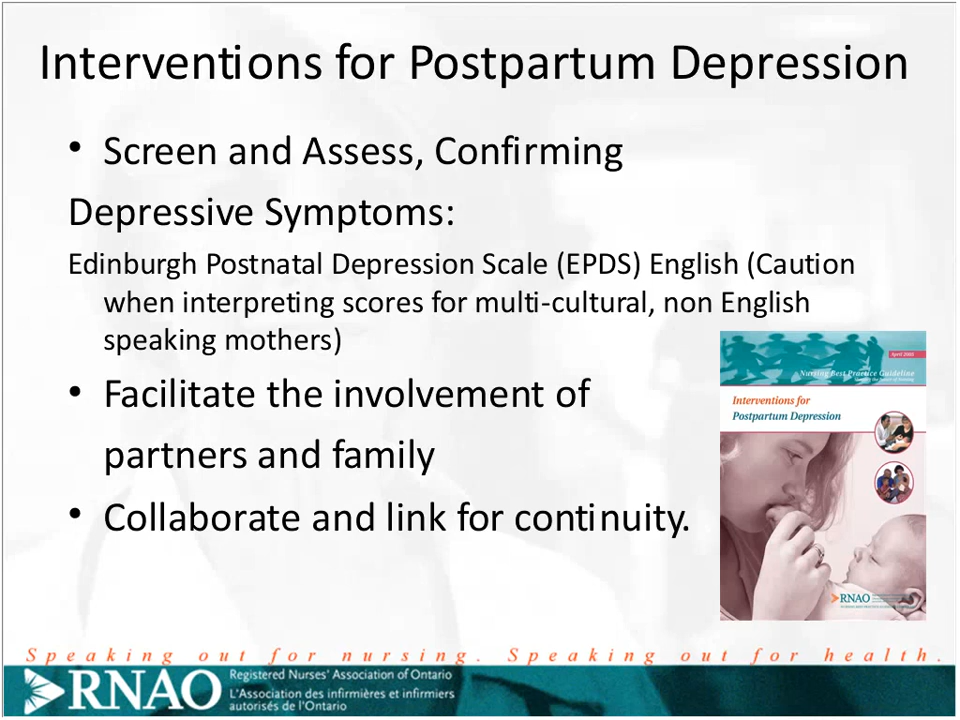 Interventions for Postpartum Depression
• Screen and Assess, Confirming
Depressive Symptoms:
Edinburgh Postnatal Depression Scale (EPDS) English (Caution
when interpreting scores for multi-cultural, non English
speaking mothers)
• Facilitate the involvement of
partners and family
• Collaborate and link for continuity.
Nursing Best Practice Guideline
Interventions for
Postpartum Depression
RNAO
Speaking out for nursing. Speaking out for health.
RNAO
Registered Nurses' Association of Ontario
L'Association des infirmières et infirmiers
autorisés de l'Ontario